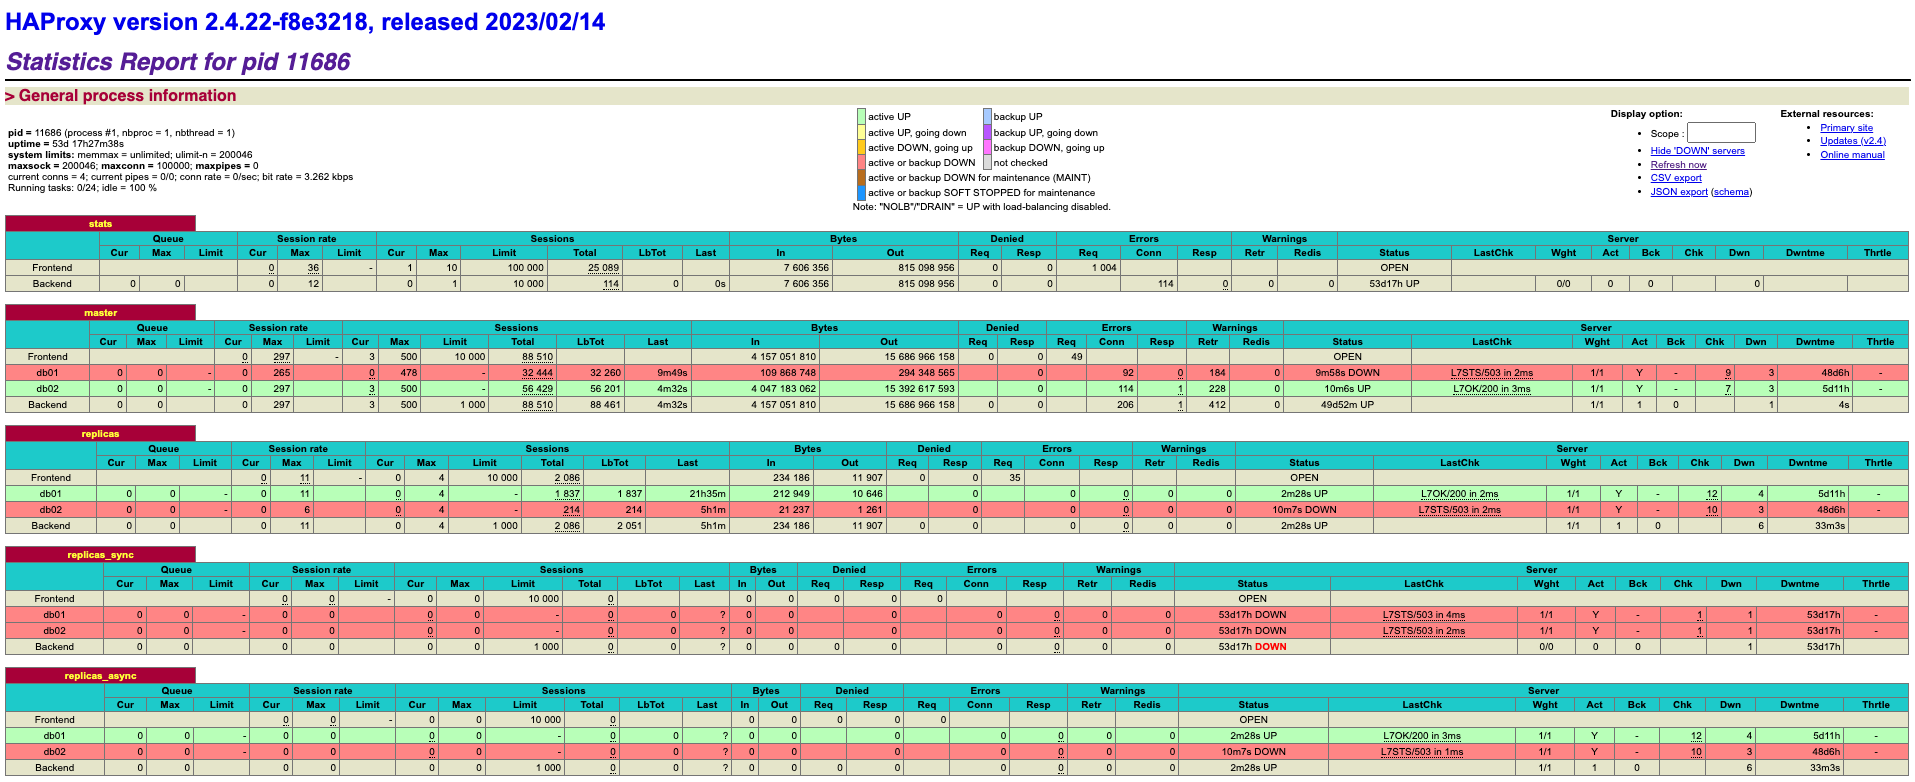 HAProxy version 2.4.22-f8e3218, released 2023/02/14
Statistics Report for pid 11686
> General process information
pid = 11686 (process #1, nbproc = 1, nbthread = 1)
uptime = 53d 17h27m38s
system limits: memmax = unlimited; ulimit-n = 200046
maxsock = 200046; maxconn = 100000; maxpipes = 0
current conns = 4; current pipes = 0/0; conn rate = 0/sec; bit rate = 3.262 kbps
Running tasks: 0/24; idle = 100 %
active UP backup UP
active UP, going down backup UP, going down
active DOWN, going up backup DOWN, going up
active or backup DOWN not checked
active or backup DOWN for maintenance (MAINT)
active or backup SOFT STOPPED for maintenance
Note: "NOLB"/"DRAIN" = UP with load-balancing disabled.
Display option:
• Scope :
• Hide 'DOWN' servers
• Refresh now
• CSV export
• JSON export (schema)
External resources:
• Primary site
• Updates (v2.4)
• Online manual
stats
Queue Session rate Sessions Bytes Denied Errors Warnings Server
Cur Max Limit Cur Max Limit Cur Max Limit Total LbTot Last In Out Req Resp Req Conn Resp Retr Redis Status LastChk Wght Act Bck Chk Dwn Dwntme Thrtle
Frontend 0 36 - 1 10 100 000 25 089 7 606 356 815 098 956 0 0 1 004 OPEN
Backend 0 0 0 12 0 1 10 000 114 0 0s 7 606 356 815 098 956 0 0 114 0 0 0 53d17h UP 0/0 0 0 0
master
Queue Session rate Sessions Bytes Denied Errors Warnings Server
Cur Max Limit Cur Max Limit Cur Max Limit Total LbTot Last In Out Req Resp Req Conn Resp Retr Redis Status LastChk Wght Act Bck Chk Dwn Dwntme Thrtle
Frontend 0 297 - 3 500 10 000 88 510 4 157 051 810 15 686 966 158 0 0 49 OPEN
db01 0 0 - 0 265 0 478 - 32 444 32 260 9m49s 109 868 748 294 348 565 0 92 0 184 0 9m58s DOWN L7STS/503 in 2ms 1/1 Y - 9 3 48d6h -
db02 0 0 - 0 297 3 500 - 56 429 56 201 4m32s 4 047 183 062 15 392 617 593 0 114 1 228 0 10m6s UP L7OK/200 in 3ms 1/1 Y - 7 3 5d11h -
Backend 0 0 0 297 3 500 1 000 88 510 88 461 4m32s 4 157 051 810 15 686 966 158 0 0 206 1 412 0 49d52m UP 1/1 1 0 1 4s
replicas
Queue Session rate Sessions Bytes Denied Errors Warnings Server
Cur Max Limit Cur Max Limit Cur Max Limit Total LbTot Last In Out Req Resp Req Conn Resp Retr Redis Status LastChk Wght Act Bck Chk Dwn Dwntme Thrtle
Frontend 0 11 - 0 4 10 000 2 086 234 186 11 907 0 0 35 OPEN
db01 0 0 - 0 11 0 4 - 1 837 1 837 21h35m 212 949 10 646 0 0 0 0 0 2m28s UP L7OK/200 in 2ms 1/1 Y - 12 4 5d11h -
db02 0 0 - 0 6 0 4 - 214 214 5h1m 21 237 1 261 0 0 0 0 0 10m7s DOWN L7STS/503 in 2ms 1/1 Y - 10 3 48d6h -
Backend 0 0 0 11 0 4 1 000 2 086 2 051 5h1m 234 186 11 907 0 0 0 0 0 0 2m28s UP 1/1 1 0 6 33m3s
replicas_sync
Queue Session rate Sessions Bytes Denied Errors Warnings Server
Cur Max Limit Cur Max Limit Cur Max Limit Total LbTot Last In Out Req Resp Req Conn Resp Retr Redis Status LastChk Wght Act Bck Chk Dwn Dwntme Thrtle
Frontend 0 0 - 0 0 10 000 0 0 0 0 0 0 OPEN
db01 0 0 - 0 0 0 0 - 0 0 ? 0 0 0 0 0 0 0 53d17h DOWN L7STS/503 in 4ms 1/1 Y - 1 1 53d17h -
db02 0 0 - 0 0 0 0 - 0 0 ? 0 0 0 0 0 0 0 53d17h DOWN L7STS/503 in 2ms 1/1 Y - 1 1 53d17h -
Backend 0 0 0 0 0 0 1 000 0 0 ? 0 0 0 0 0 0 0 0 53d17h DOWN 0/0 0 0 1 53d17h
replicas_async
Queue Session rate Sessions Bytes Denied Errors Warnings Server
Cur Max Limit Cur Max Limit Cur Max Limit Total LbTot Last In Out Req Resp Req Conn Resp Retr Redis Status LastChk Wght Act Bck Chk Dwn Dwntme Thrtle
Frontend 0 0 - 0 0 10 000 0 0 0 0 0 0 OPEN
db01 0 0 - 0 0 0 0 - 0 0 ? 0 0 0 0 0 0 0 2m28s UP L7OK/200 in 3ms 1/1 Y - 12 4 5d11h -
db02 0 0 - 0 0 0 0 - 0 0 ? 0 0 0 0 0 0 0 10m7s DOWN L7STS/503 in 1ms 1/1 Y - 10 3 48d6h -
Backend 0 0 0 0 0 0 1 000 0 0 ? 0 0 0 0 0 0 0 0 2m28s UP 1/1 1 0 6 33m3s